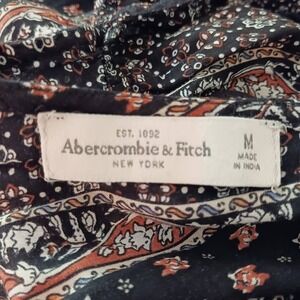 EST. 1892
Abercrombie & Fitch
NEW YORK
M
MADE
IN INDIA